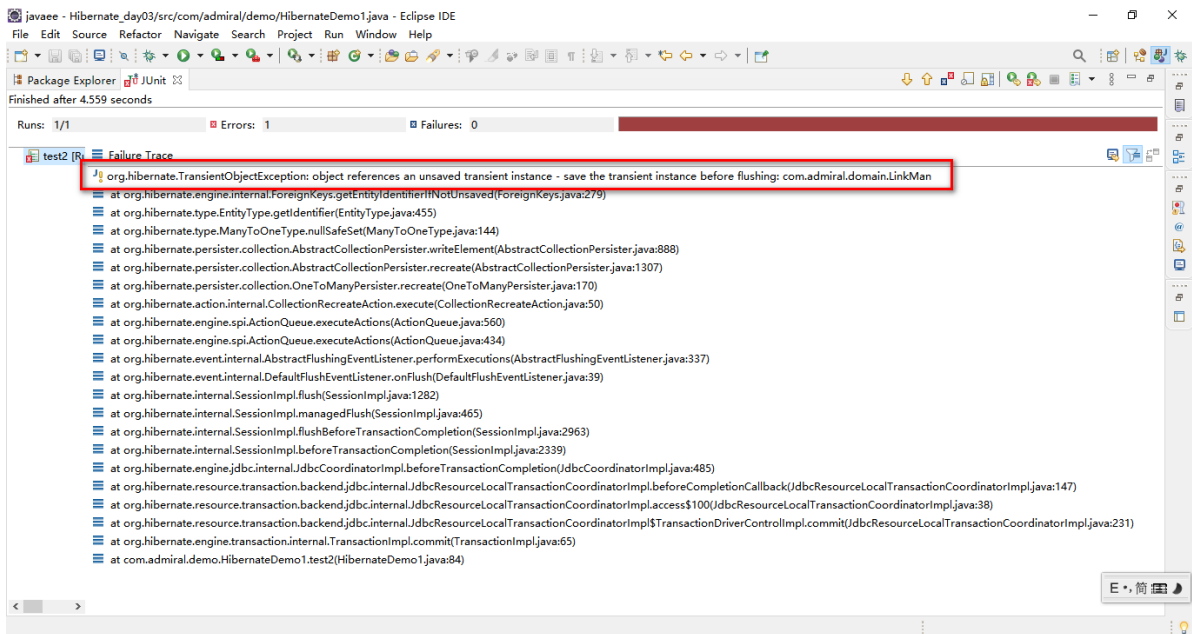 javaee - Hibernate_day03/src/com/admiral/demo/HibernateDemo1.java - Eclipse IDE
File Edit Source Refactor Navigate Search Project Run Window Help
Package Explorer JUnit
Finished after 4.559 seconds
Runs: 1/1 Errors: 1 Failures: 0
test2 [Ru Failure Trace
org.hibernate.TransientObjectException: object references an unsaved transient instance - save the transient instance before flushing: com.admiral.domain.LinkMan
at org.hibernate.engine.internal.ForeignKeys.getEntityIdentifierIfNotUnsaved(ForeignKeys.java:279)
at org.hibernate.type.EntityType.getIdentifier(EntityType.java:455)
at org.hibernate.type.ManyToOneType.nullSafeSet(ManyToOneType.java:144)
at org.hibernate.persister.collection.AbstractCollectionPersister.writeElement(AbstractCollectionPersister.java:888)
at org.hibernate.persister.collection.AbstractCollectionPersister.recreate(AbstractCollectionPersister.java:1307)
at org.hibernate.persister.collection.OneToManyPersister.recreate(OneToManyPersister.java:170)
at org.hibernate.action.internal.CollectionRecreateAction.execute(CollectionRecreateAction.java:50)
at org.hibernate.engine.spi.ActionQueue.executeActions(ActionQueue.java:560)
at org.hibernate.engine.spi.ActionQueue.executeActions(ActionQueue.java:434)
at org.hibernate.event.internal.AbstractFlushingEventListener.performExecutions(AbstractFlushingEventListener.java:337)
at org.hibernate.event.internal.DefaultFlushEventListener.onFlush(DefaultFlushEventListener.java:39)
at org.hibernate.internal.SessionImpl.flush(SessionImpl.java:1282)
at org.hibernate.internal.SessionImpl.managedFlush(SessionImpl.java:465)
at org.hibernate.internal.SessionImpl.flushBeforeTransactionCompletion(SessionImpl.java:2963)
at org.hibernate.internal.SessionImpl.beforeTransactionCompletion(SessionImpl.java:2339)
at org.hibernate.engine.jdbc.internal.JdbcCoordinatorImpl.beforeTransactionCompletion(JdbcCoordinatorImpl.java:485)
at org.hibernate.resource.transaction.backend.jdbc.internal.JdbcResourceLocalTransactionCoordinatorImpl.beforeCompletionCallback(JdbcResourceLocalTransactionCoordinatorImpl.java:147)
at org.hibernate.resource.transaction.backend.jdbc.internal.JdbcResourceLocalTransactionCoordinatorImpl.access$100(JdbcResourceLocalTransactionCoordinatorImpl.java:38)
at org.hibernate.resource.transaction.backend.jdbc.internal.JdbcResourceLocalTransactionCoordinatorImpl$TransactionDriverControlImpl.commit(JdbcResourceLocalTransactionCoordinatorImpl.java:231)
at org.hibernate.engine.transaction.internal.TransactionImpl.commit(TransactionImpl.java:65)
at com.admiral.demo.HibernateDemo1.test2(HibernateDemo1.java:84)
E 简